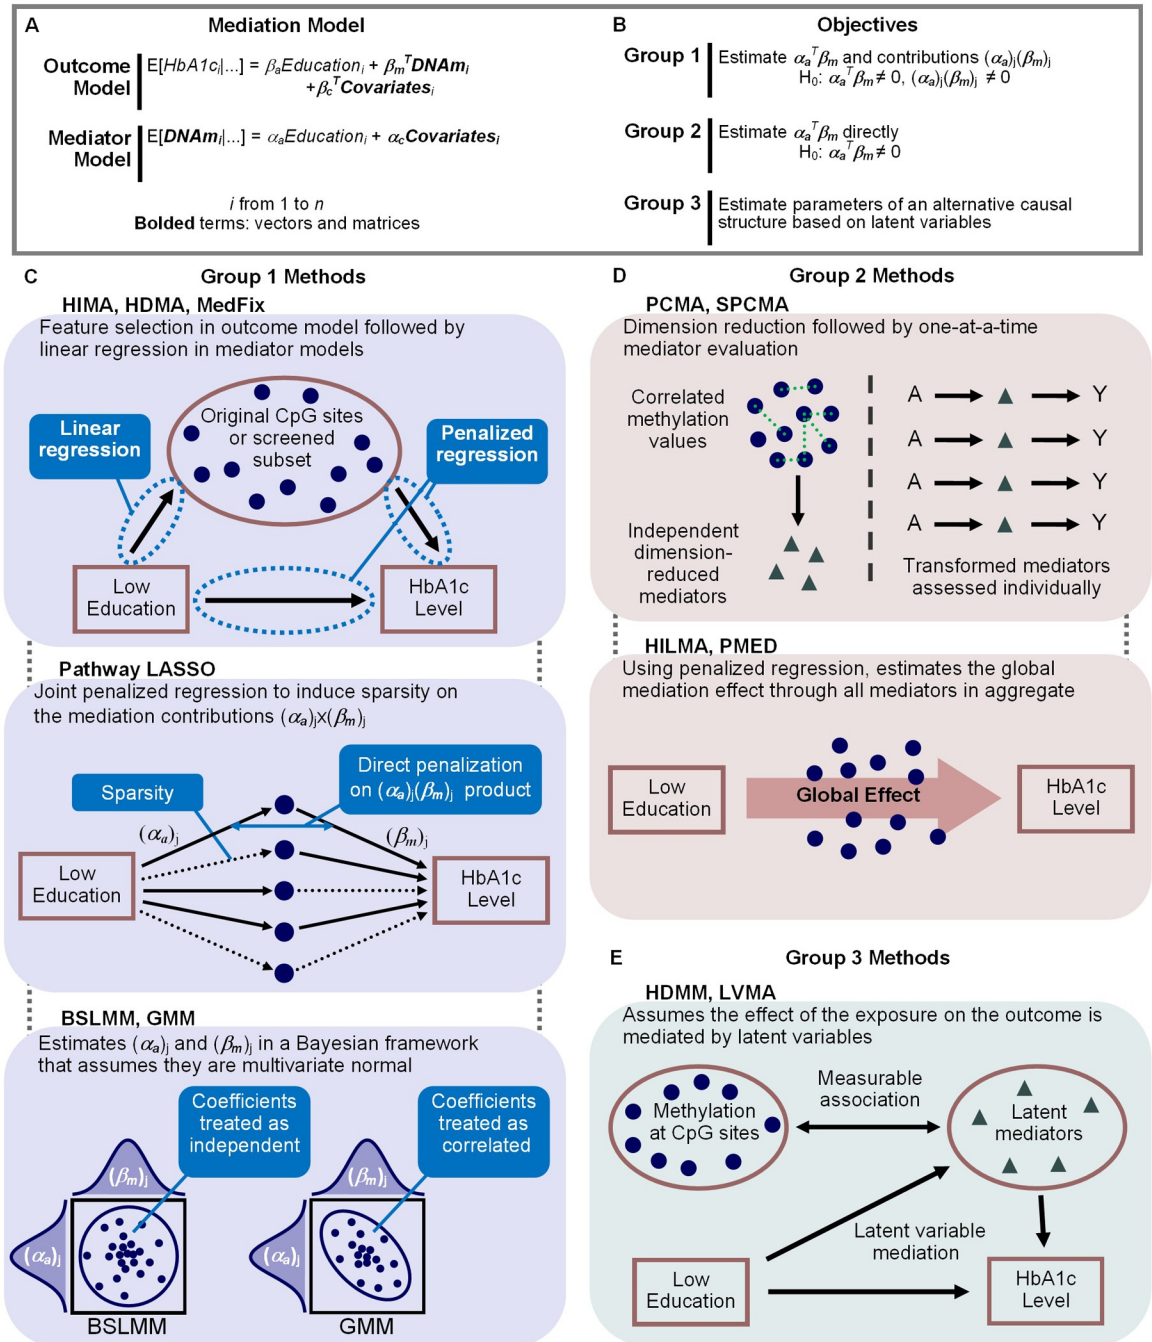 A
Mediation Model
Outcome Model
E[HbA1cᵢ|...] = βₐEducationᵢ + βₘᵀDNAmᵢ
+β꜀ᵀCovariatesᵢ
Mediator Model
E[DNAmᵢ|...] = αₐEducationᵢ + α꜀Covariatesᵢ
i from 1 to n
Bolded terms: vectors and matrices
B
Objectives
Group 1
Estimate αₐᵀβₘ and contributions (αₐ)ⱼ(βₘ)ⱼ
H₀: αₐᵀβₘ ≠ 0, (αₐ)ⱼ(βₘ)ⱼ ≠ 0
Group 2
Estimate αₐᵀβₘ directly
H₀: αₐᵀβₘ ≠ 0
Group 3
Estimate parameters of an alternative causal
structure based on latent variables
C
Group 1 Methods
HIMA, HDMA, MedFix
Feature selection in outcome model followed by
linear regression in mediator models
Original CpG sites
or screened
subset
Linear
regression
Penalized
regression
Low
Education
HbA1c
Level
Pathway LASSO
Joint penalized regression to induce sparsity on
the mediation contributions (αₐ)ⱼx(βₘ)ⱼ
Sparsity
Direct penalization
on (αₐ)ⱼ(βₘ)ⱼ product
(αₐ)ⱼ
(βₘ)ⱼ
Low
Education
HbA1c
Level
BSLMM, GMM
Estimates (αₐ)ⱼ and (βₘ)ⱼ in a Bayesian framework
that assumes they are multivariate normal
Coefficients
treated as
independent
Coefficients
treated as
correlated
(βₘ)ⱼ
(βₘ)ⱼ
(αₐ)ⱼ
(αₐ)ⱼ
BSLMM
GMM
D
Group 2 Methods
PCMA, SPCMA
Dimension reduction followed by one-at-a-time
mediator evaluation
Correlated
methylation
values
Independent
dimension-
reduced
mediators
A Y
A Y
A Y
A Y
Transformed mediators
assessed individually
HILMA, PMED
Using penalized regression, estimates the global
mediation effect through all mediators in aggregate
Low
Education
Global Effect
HbA1c
Level
E
Group 3 Methods
HDMM, LVMA
Assumes the effect of the exposure on the outcome is
mediated by latent variables
Methylation
at CpG sites
Measurable
association
Latent
mediators
Latent variable
mediation
Low
Education
HbA1c
Level